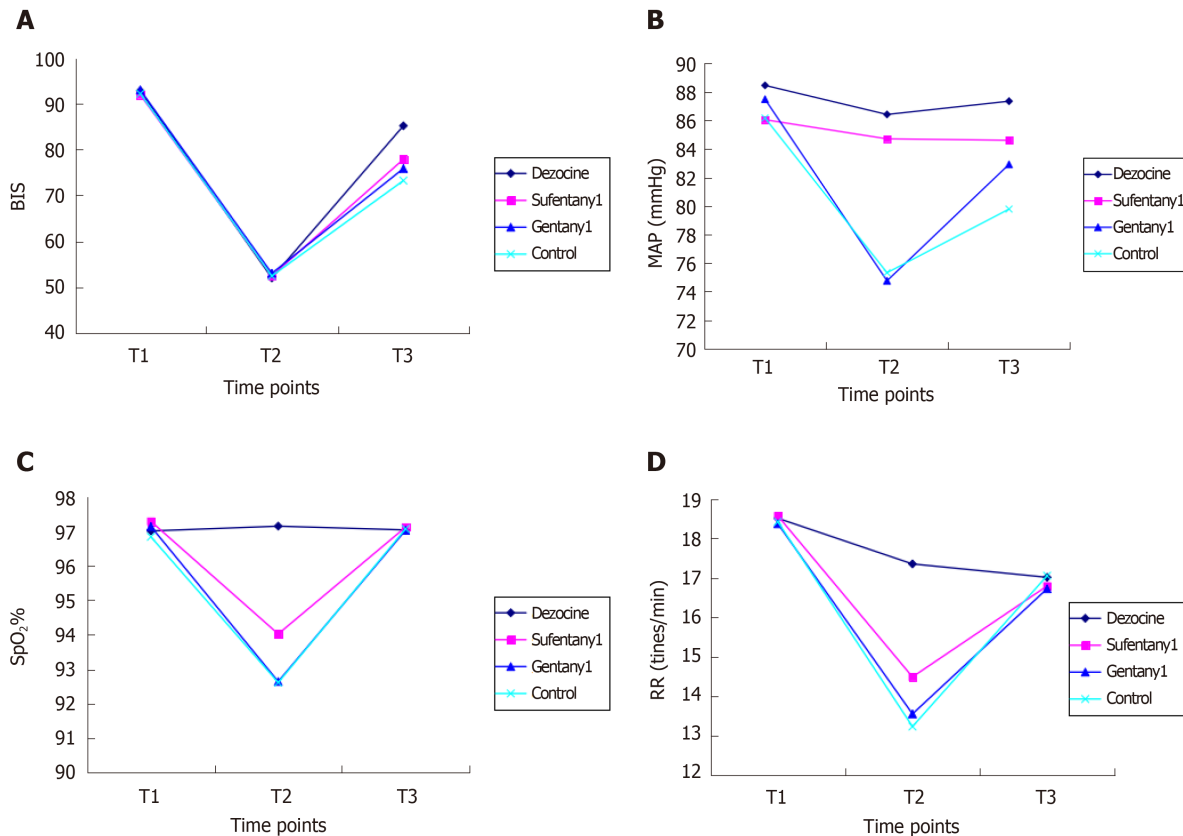 A
100
90
80
70
60
50
40
BIS
T1 T2 T3
Time points
Dezocine
Sufentany1
Gentany1
Control
B
90
88
86
84
82
80
78
76
74
72
70
MAP (mmHg)
T1 T2 T3
Time points
Dezocine
Sufentany1
Gentany1
Control
C
98
97
96
95
94
93
92
91
90
SpO₂%
T1 T2 T3
Time points
Dezocine
Sufentany1
Gentany1
Control
D
19
18
17
16
15
14
13
12
RR (tines/min)
T1 T2 T3
Time points
Dezocine
Sufentany1
Gentany1
Control